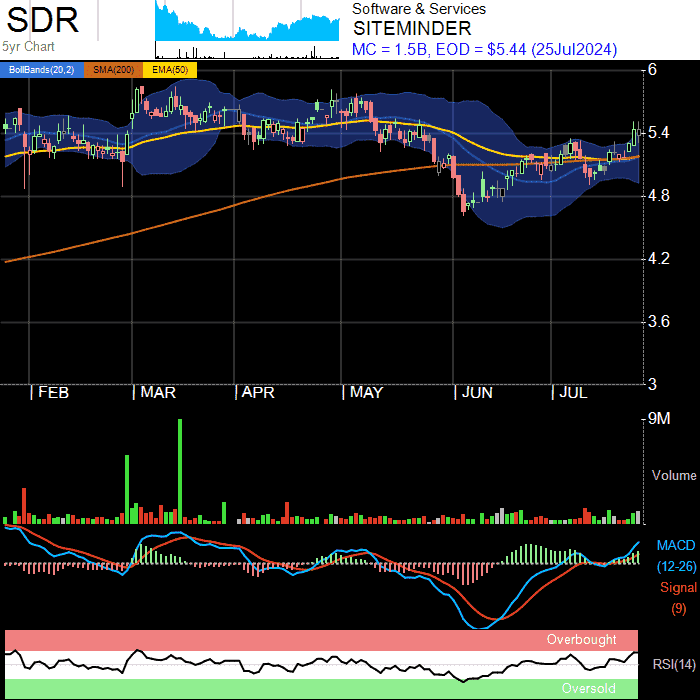 SDR
5yr Chart
Software & Services
SITEMINDER
MC = 1.5B, EOD = $5.44 (25Jul2024)
BollBands(20,2) SMA(200) EMA(50)
6
5.4
4.8
4.2
3.6
3
FEB MAR APR MAY JUN JUL
9M
Volume
MACD
(12-26)
Signal
(9)
Overbought
RSI(14)
Oversold